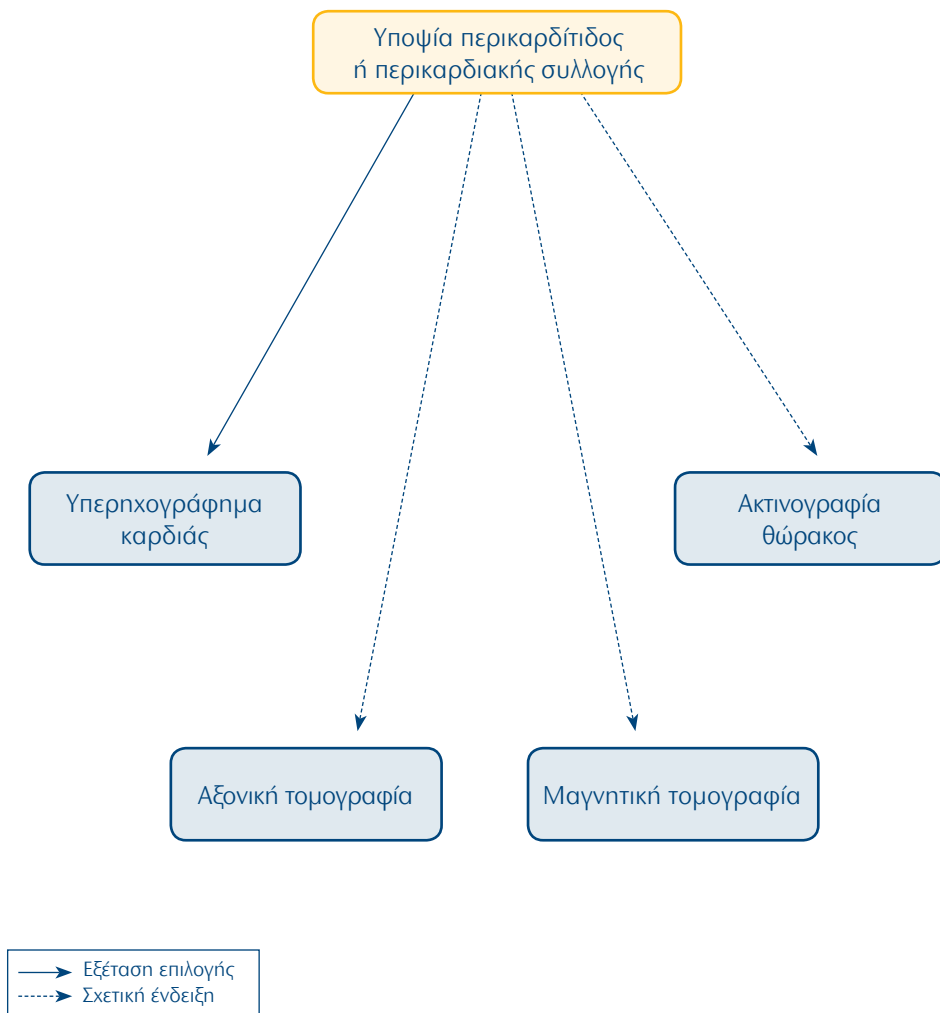 Υποψία περικαρδίτιδος
ή περικαρδιακής συλλογής
Υπερηχογράφημα
καρδιάς
Ακτινογραφία
θώρακος
Αξονική τομογραφία
Μαγνητική τομογραφία
Εξέταση επιλογής
Σχετική ένδειξη